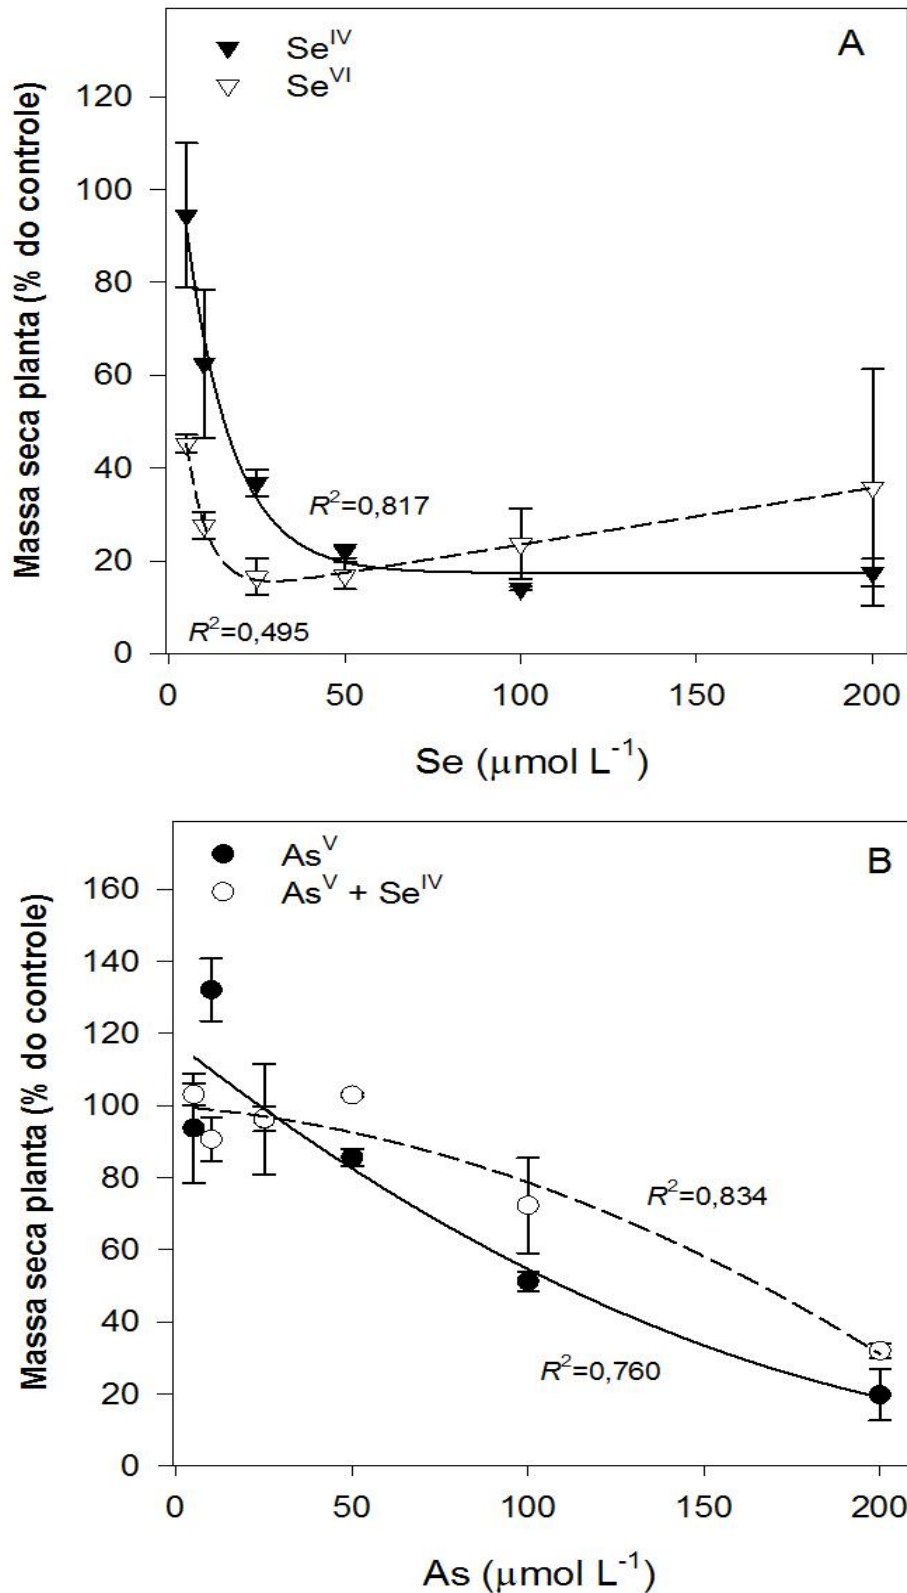 Se^IV
Se^VI
A
Massa seca planta (% do controle)
120
100
80
60
40
20
0
R²=0,817
R²=0,495
0 50 100 150 200
Se (μmol L⁻¹)
As^V
As^V + Se^IV
B
Massa seca planta (% do controle)
160
140
120
100
80
60
40
20
0
R²=0,834
R²=0,760
0 50 100 150 200
As (μmol L⁻¹)